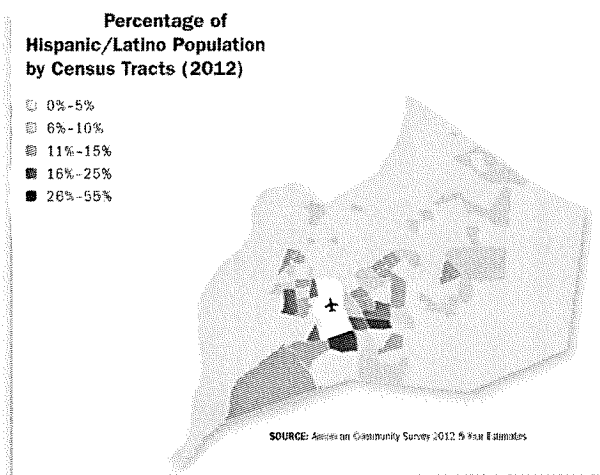 Percentage of
Hispanic/Latino Population
by Census Tracts (2012)
0%-5%
6%-10%
11%-15%
16%-25%
26%-55%
SOURCE: American Community Survey 2012 5 Year Estimates